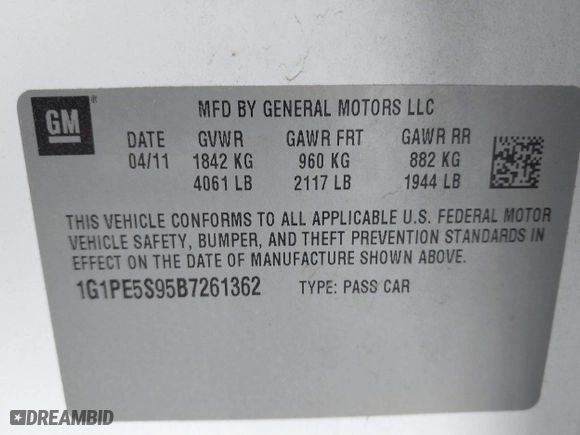 GM
MFD BY GENERAL MOTORS LLC
DATE GVWR GAWR FRT GAWR RR
04/11 1842 KG 960 KG 882 KG
4061 LB 2117 LB 1944 LB
THIS VEHICLE CONFORMS TO ALL APPLICABLE U.S. FEDERAL MOTOR
VEHICLE SAFETY, BUMPER, AND THEFT PREVENTION STANDARDS IN
EFFECT ON THE DATE OF MANUFACTURE SHOWN ABOVE.
1G1PE5S95B7261362 TYPE: PASS CAR
DREAMBID